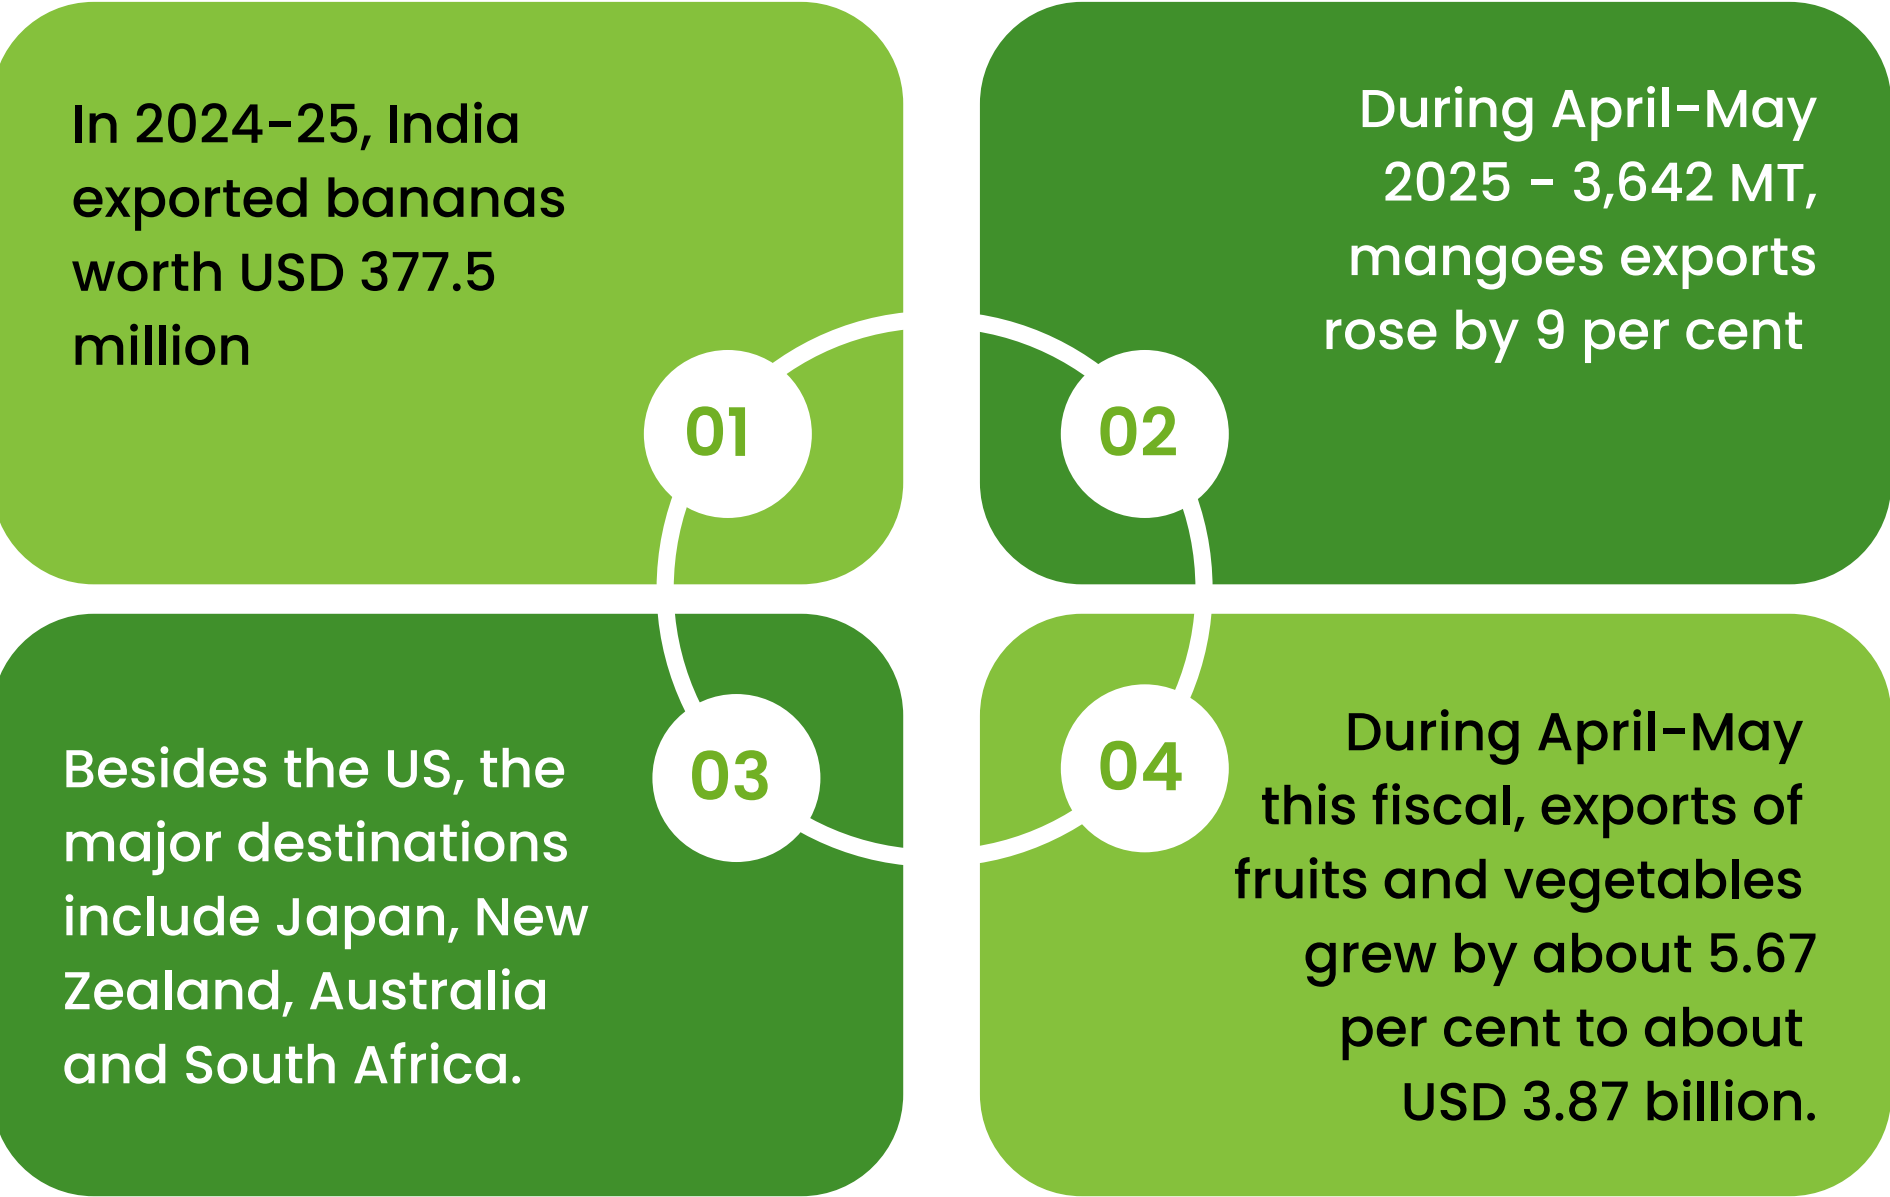 In 2024-25, India
exported bananas
worth USD 377.5
million
01
During April-May
2025 - 3,642 MT,
mangoes exports
rose by 9 per cent
02
Besides the US, the
major destinations
include Japan, New
Zealand, Australia
and South Africa.
03
During April-May
this fiscal, exports of
fruits and vegetables
grew by about 5.67
per cent to about
USD 3.87 billion.
04